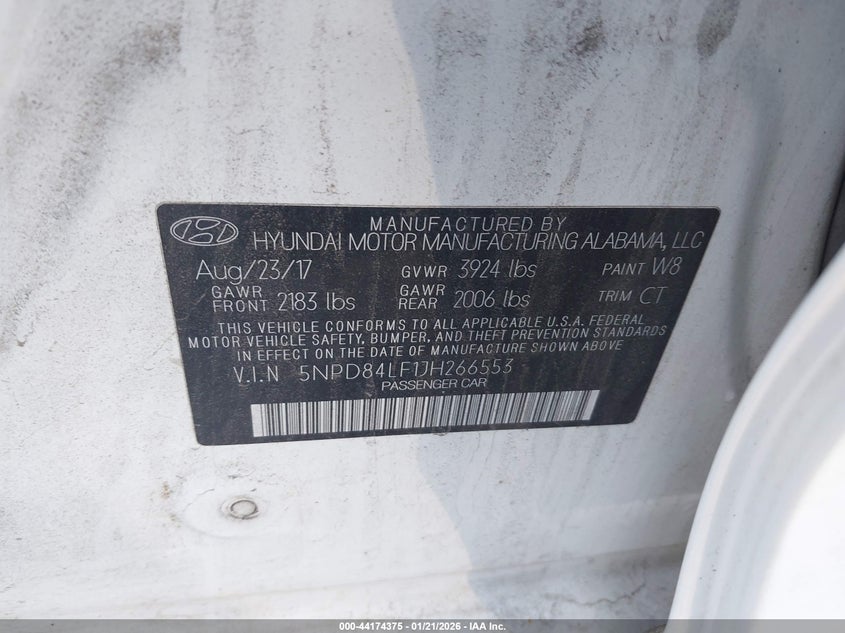 MANUFACTURED BY
HYUNDAI MOTOR MANUFACTURING ALABAMA, LLC
Aug/23/17 GVWR 3924 lbs PAINT W8
GAWR FRONT 2183 lbs GAWR REAR 2006 lbs TRIM CT
THIS VEHICLE CONFORMS TO ALL APPLICABLE U.S.A. FEDERAL
MOTOR VEHICLE SAFETY, BUMPER, AND THEFT PREVENTION STANDARDS
IN EFFECT ON THE DATE OF MANUFACTURE SHOWN ABOVE
V.I.N 5NPD84LF1JH266553
PASSENGER CAR
000-44174375 - 01/21/2026 - IAA Inc.